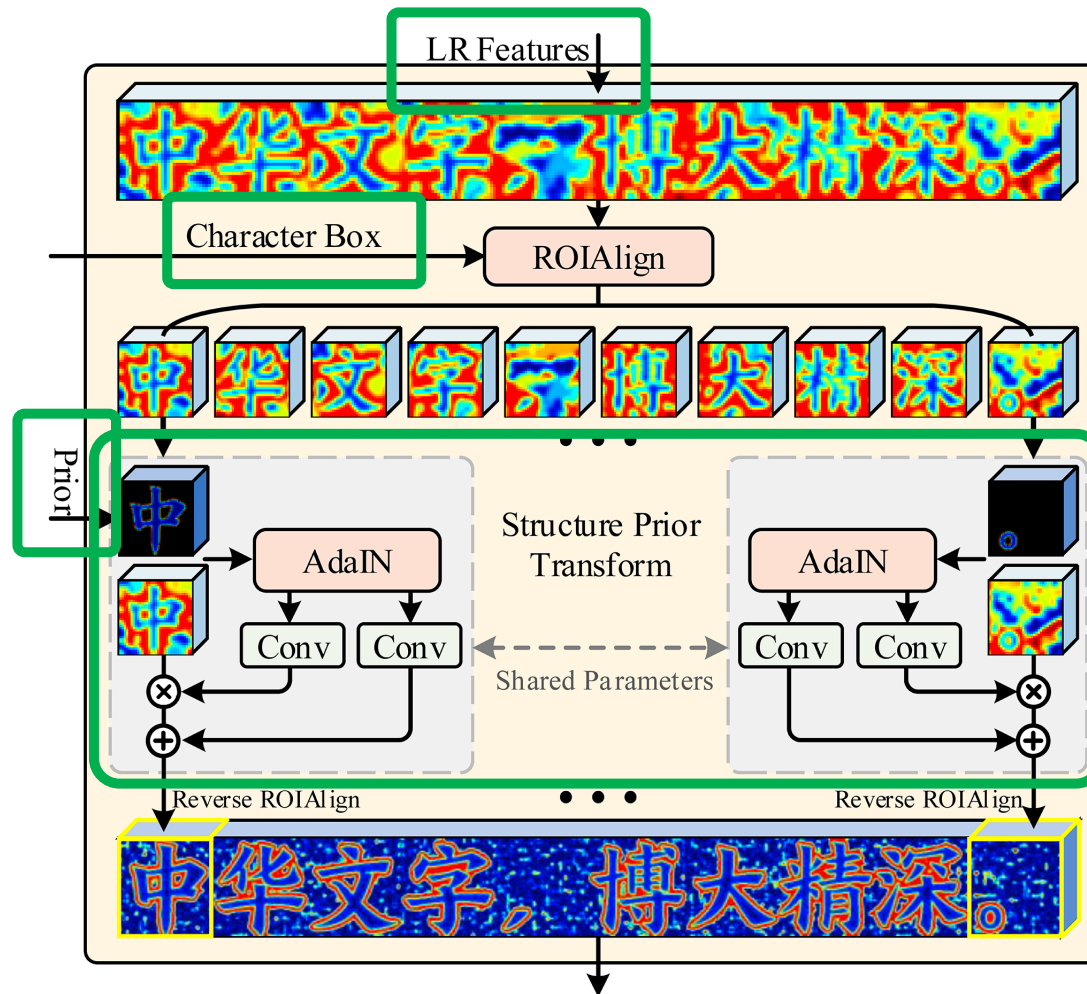 LR Features
中华文字 博大精深。
Character Box
ROIAlign
中 华 文 字 博 大 精 深 。
Prior
中
中
AdaIN
Conv
Conv
Structure Prior
Transform
Shared Parameters
AdaIN
Conv
Conv
Reverse ROIAlign
Reverse ROIAlign
中华文字,博大精深。